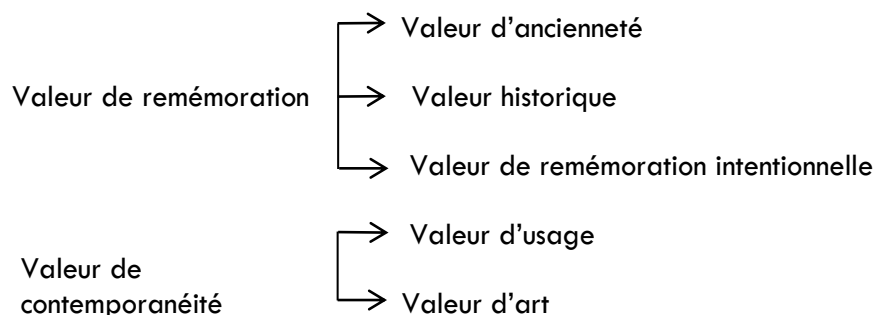 Valeur d'ancienneté
Valeur de remémoration
Valeur historique
Valeur de remémoration intentionnelle
Valeur d'usage
Valeur de
contemporanéité
Valeur d'art